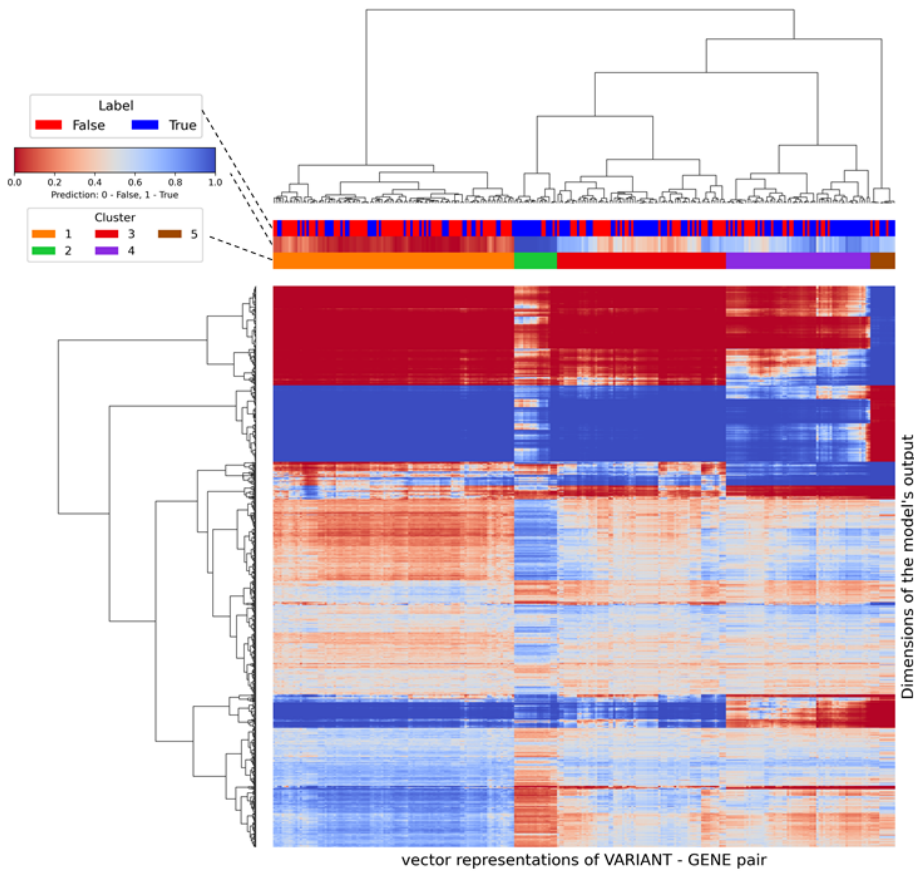 Label
False True
0.0 0.2 0.4 0.6 0.8 1.0
Prediction: 0 - False, 1 - True
Cluster
1 3 5
2 4
Dimensions of the model's output
vector representations of VARIANT - GENE pair